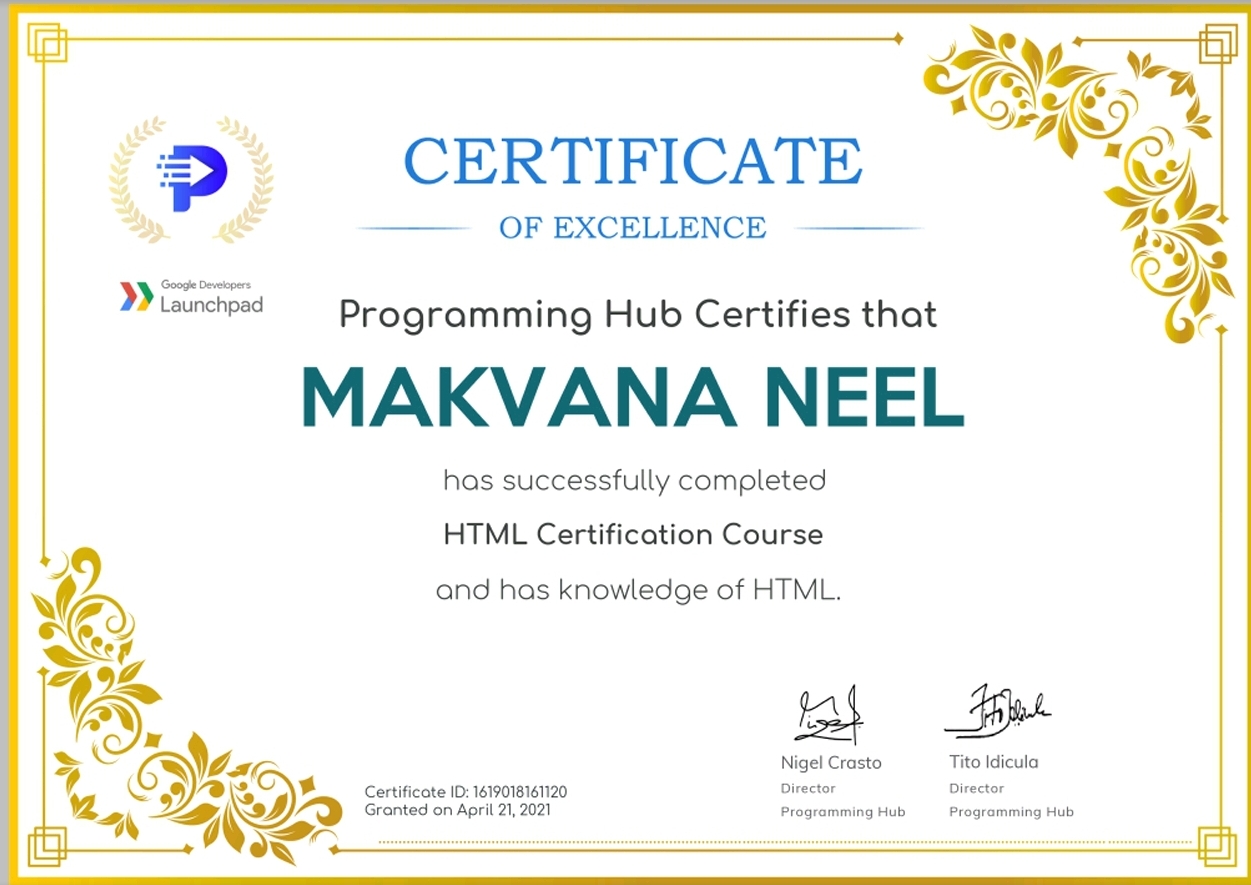 CERTIFICATE
OF EXCELLENCE
Google Developers
Launchpad
Programming Hub Certifies that
MAKVANA NEEL
has successfully completed
HTML Certification Course
and has knowledge of HTML.
Nigel Crasto
Director
Programming Hub
Tito Idicula
Director
Programming Hub
Certificate ID: 1619018161120
Granted on April 21, 2021